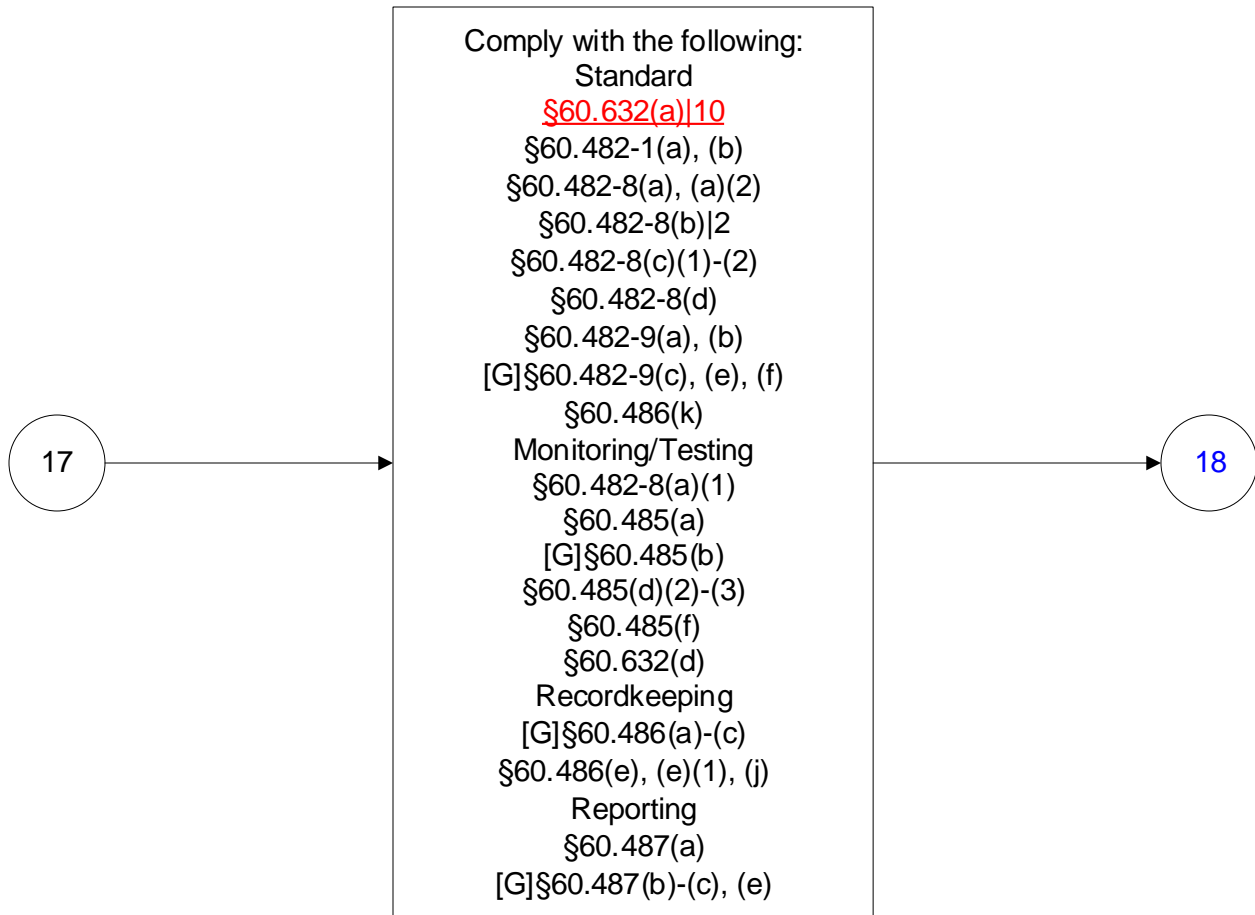 Comply with the following:
Standard
§60.632(a)|10
§60.482-1(a), (b)
§60.482-8(a), (a)(2)
§60.482-8(b)|2
§60.482-8(c)(1)-(2)
§60.482-8(d)
§60.482-9(a), (b)
[G]§60.482-9(c), (e), (f)
§60.486(k)
Monitoring/Testing
§60.482-8(a)(1)
§60.485(a)
[G]§60.485(b)
§60.485(d)(2)-(3)
§60.485(f)
§60.632(d)
Recordkeeping
[G]§60.486(a)-(c)
§60.486(e), (e)(1), (j)
Reporting
§60.487(a)
[G]§60.487(b)-(c), (e)
17
18